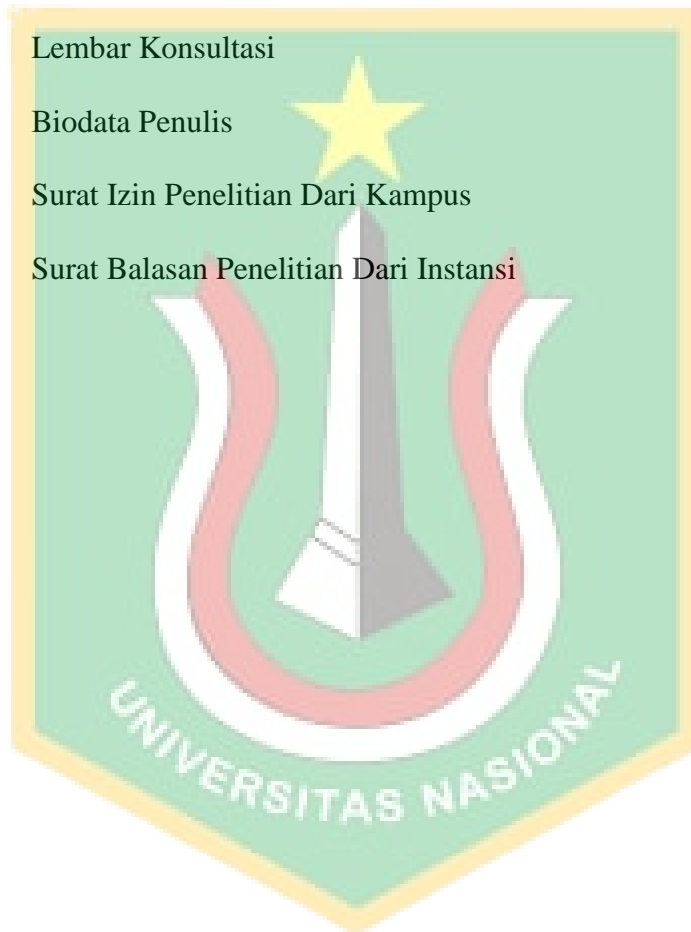 Lembar Konsultasi
Biodata Penulis
Surat Izin Penelitian Dari Kampus
Surat Balasan Penelitian Dari Instansi
UNIVERSITAS NASIONAL